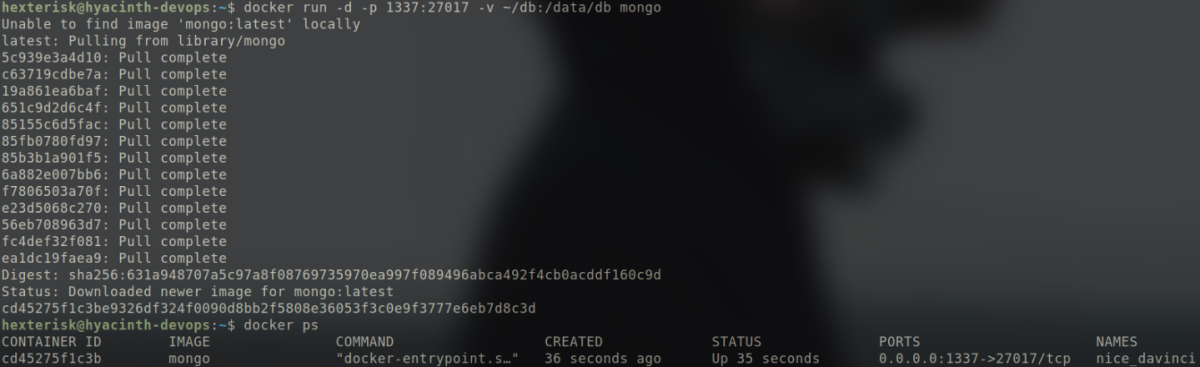 hexterisk@hyacinth-devops:~$ docker run -d -p 1337:27017 -v ~/db:/data/db mongo
Unable to find image 'mongo:latest' locally
latest: Pulling from library/mongo
5c939e3a4d10: Pull complete
c63719cdbe7a: Pull complete
19a861ea6baf: Pull complete
651c9d2d6c4f: Pull complete
85155c6d5fac: Pull complete
85fb0780fd97: Pull complete
85b3b1a901f5: Pull complete
6a882e007bb6: Pull complete
f7806503a70f: Pull complete
e23d5068c270: Pull complete
56eb708963d7: Pull complete
fc4def32f081: Pull complete
ea1dc19faea9: Pull complete
Digest: sha256:631a948707a5c97a8f08769735970ea997f089496abca492f4cb0acddf160c9d
Status: Downloaded newer image for mongo:latest
cd45275f1c3be9326df324f0090d8bb2f5808e36053f3c0e9f3777e6eb7d8c3d
hexterisk@hyacinth-devops:~$ docker ps
CONTAINER ID IMAGE COMMAND CREATED STATUS PORTS NAMES
cd45275f1c3b mongo "docker-entrypoint.s…" 36 seconds ago Up 35 seconds 0.0.0.0:1337->27017/tcp nice_davinci